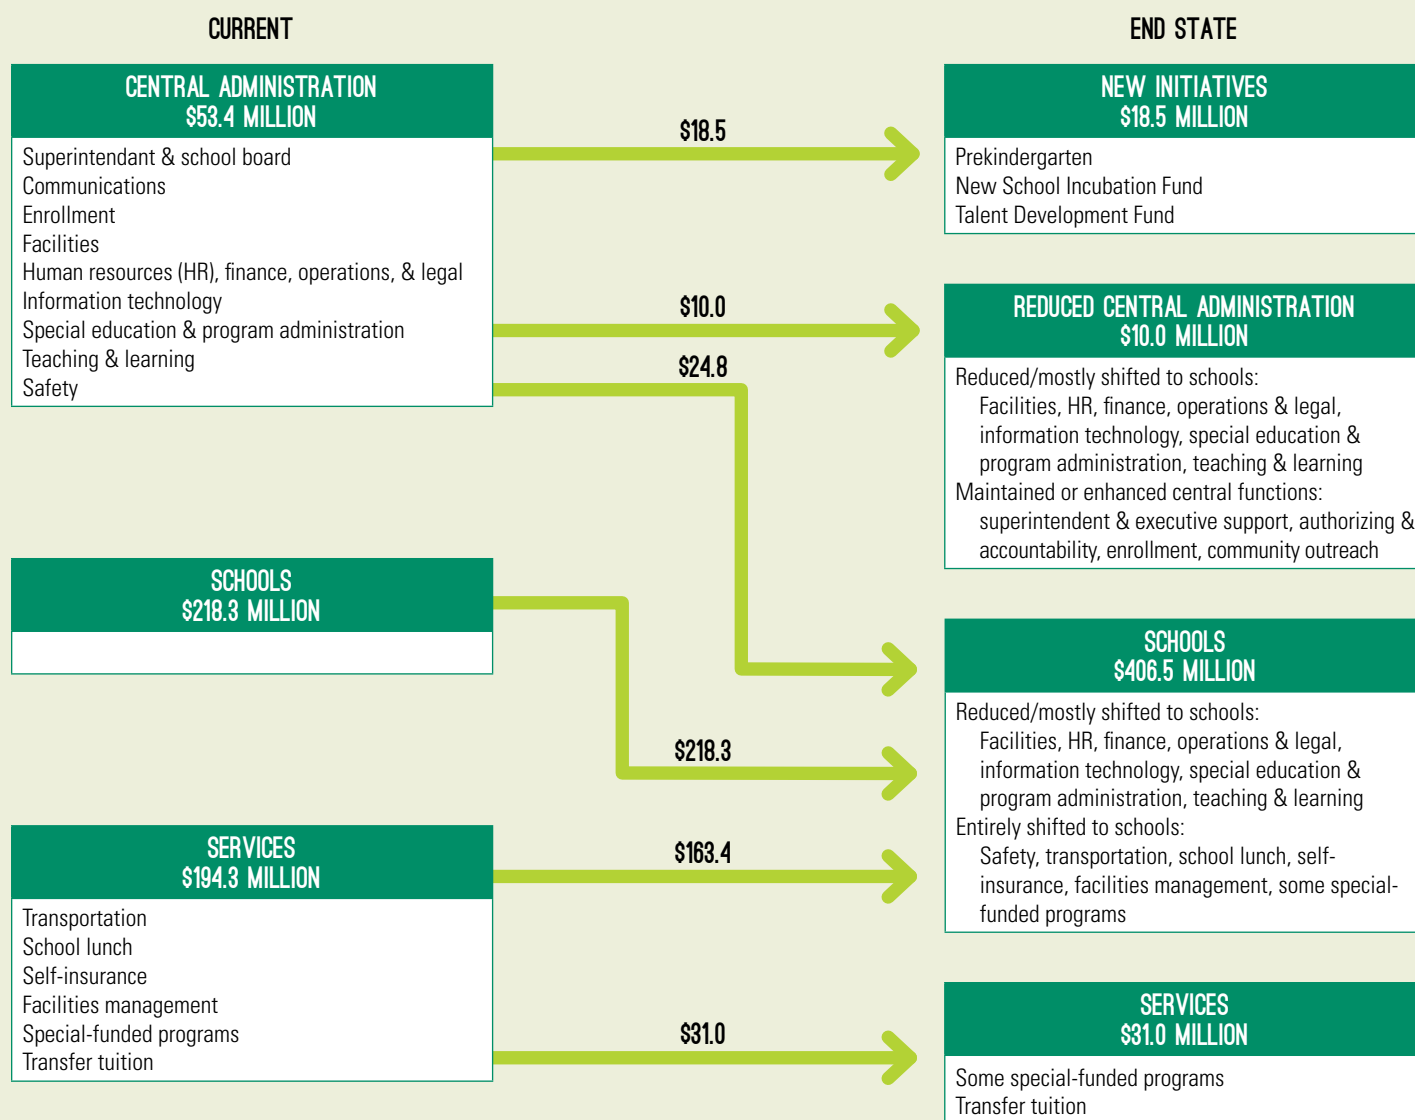 CURRENT
CENTRAL ADMINISTRATION
$53.4 MILLION
Superintendant & school board
Communications
Enrollment
Facilities
Human resources (HR), finance, operations, & legal
Information technology
Special education & program administration
Teaching & learning
Safety
SCHOOLS
$218.3 MILLION
SERVICES
$194.3 MILLION
Transportation
School lunch
Self-insurance
Facilities management
Special-funded programs
Transfer tuition
$18.5
$10.0
$24.8
$218.3
$163.4
$31.0
END STATE
NEW INITIATIVES
$18.5 MILLION
Prekindergarten
New School Incubation Fund
Talent Development Fund
REDUCED CENTRAL ADMINISTRATION
$10.0 MILLION
Reduced/mostly shifted to schools:
Facilities, HR, finance, operations & legal,
information technology, special education &
program administration, teaching & learning
Maintained or enhanced central functions:
superintendent & executive support, authorizing &
accountability, enrollment, community outreach
SCHOOLS
$406.5 MILLION
Reduced/mostly shifted to schools:
Facilities, HR, finance, operations & legal,
information technology, special education &
program administration, teaching & learning
Entirely shifted to schools:
Safety, transportation, school lunch, self-
insurance, facilities management, some special-
funded programs
SERVICES
$31.0 MILLION
Some special-funded programs
Transfer tuition